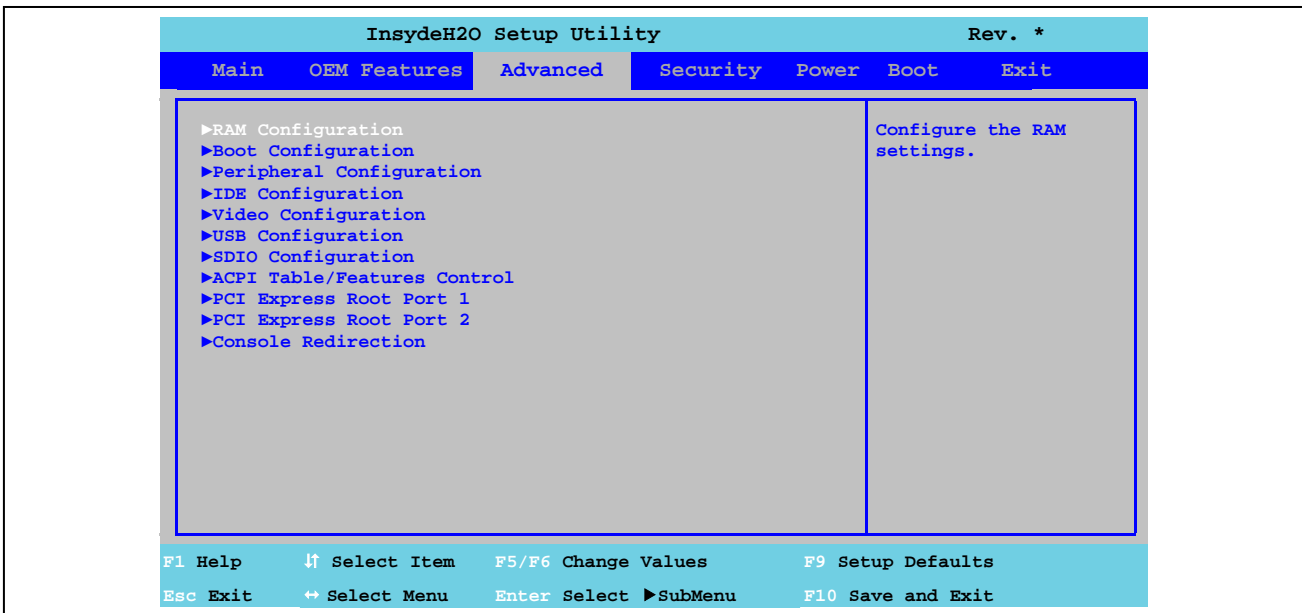 InsydeH2O Setup Utility Rev. *
Main OEM Features Advanced Security Power Boot Exit
►RAM Configuration
►Boot Configuration
►Peripheral Configuration
►IDE Configuration
►Video Configuration
►USB Configuration
►SDIO Configuration
►ACPI Table/Features Control
►PCI Express Root Port 1
►PCI Express Root Port 2
►Console Redirection
Configure the RAM
settings.
F1 Help ↓↑ Select Item F5/F6 Change Values F9 Setup Defaults
Esc Exit ↔ Select Menu Enter Select ►SubMenu F10 Save and Exit